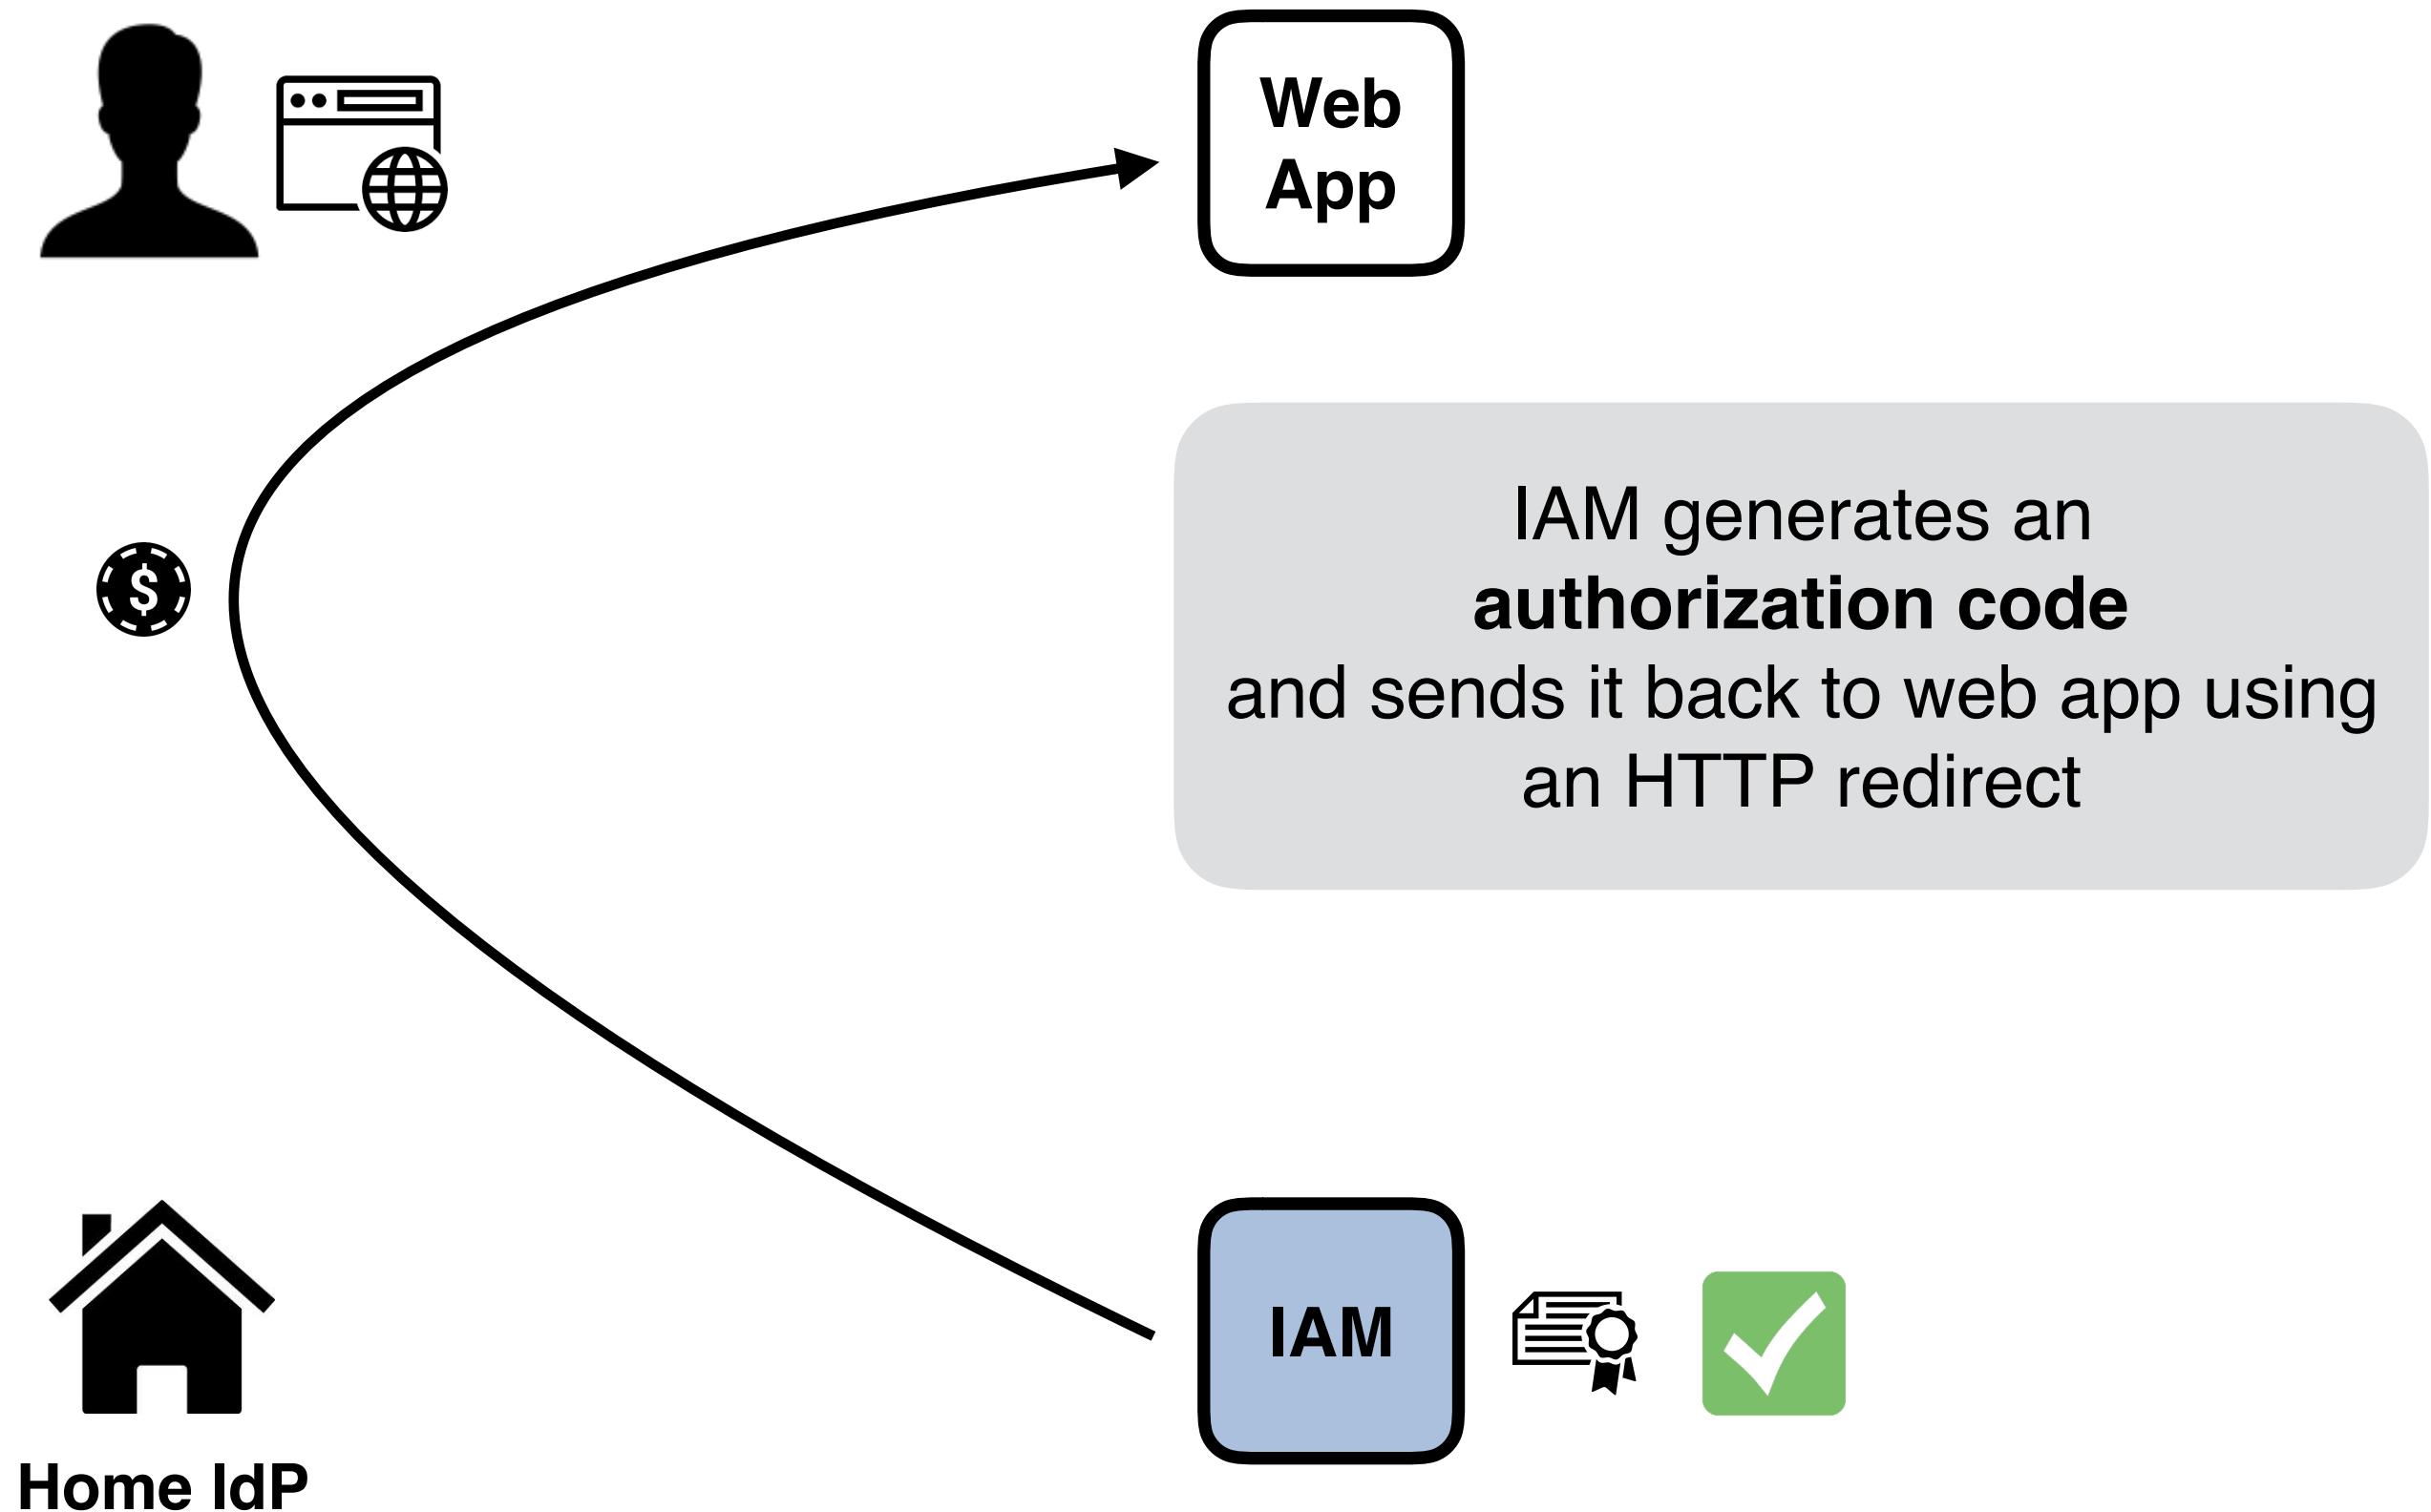 Web
App
IAM generates an
authorization code
and sends it back to web app using
an HTTP redirect
$
IAM
Home IdP